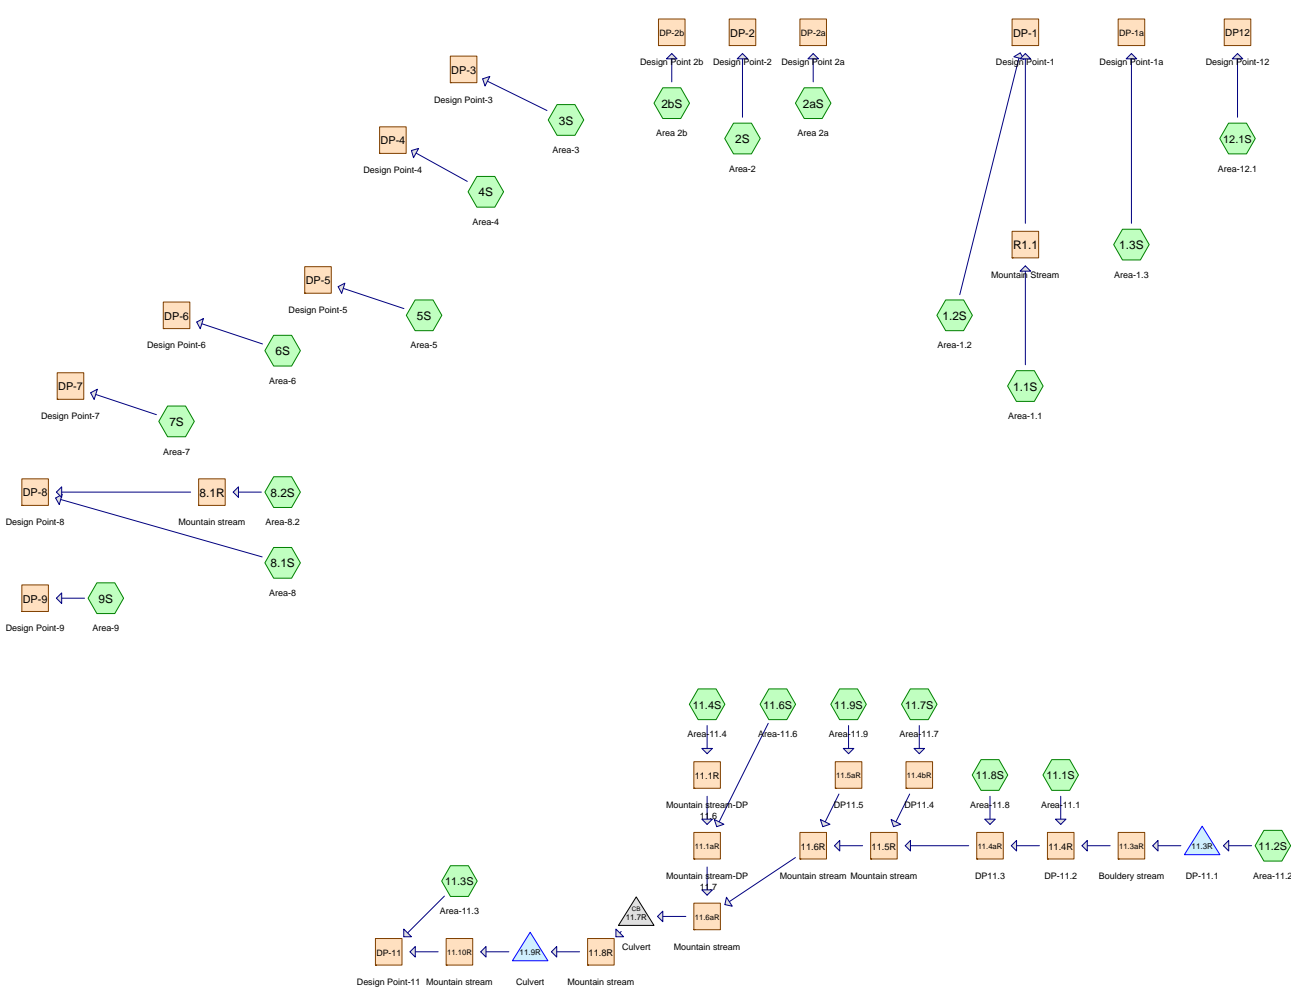 DP-2b
Design Point 2b
DP-2
Design Point-2
DP-2a
Design Point 2a
DP-1
Design Point-1
DP-1a
Design Point-1a
DP12
Design Point-12
DP-3
Design Point-3
2bS
Area 2b
2aS
Area 2a
3S
Area-3
2S
Area-2
12.1S
Area-12.1
DP-4
Design Point-4
4S
Area-4
R1.1
Mountain Stream
1.3S
Area-1.3
DP-5
Design Point-5
DP-6
Design Point-6
5S
Area-5
1.2S
Area-1.2
6S
Area-6
DP-7
Design Point-7
1.1S
Area-1.1
7S
Area-7
DP-8
Design Point-8
8.1R
Mountain stream
8.2S
Area-8.2
8.1S
Area-8
DP-9
Design Point-9
9S
Area-9
11.4S
Area-11.4
11.6S
Area-11.6
11.9S
Area-11.9
11.7S
Area-11.7
11.1R
Mountain stream-DP
11.6
11.5aR
DP11.5
11.4bR
DP11.4
11.8S
Area-11.8
11.1S
Area-11.1
11.1aR
Mountain stream-DP
11.7
11.6R
Mountain stream
11.5R
Mountain stream
11.4aR
DP11.3
11.4R
DP-11.2
11.3aR
Bouldery stream
11.3R
DP-11.1
11.2S
Area-11.2
11.3S
Area-11.3
CB
11.7R
Culvert
11.6aR
Mountain stream
DP-11
Design Point-11
11.10R
Mountain stream
11.9R
Culvert
11.8R
Mountain stream